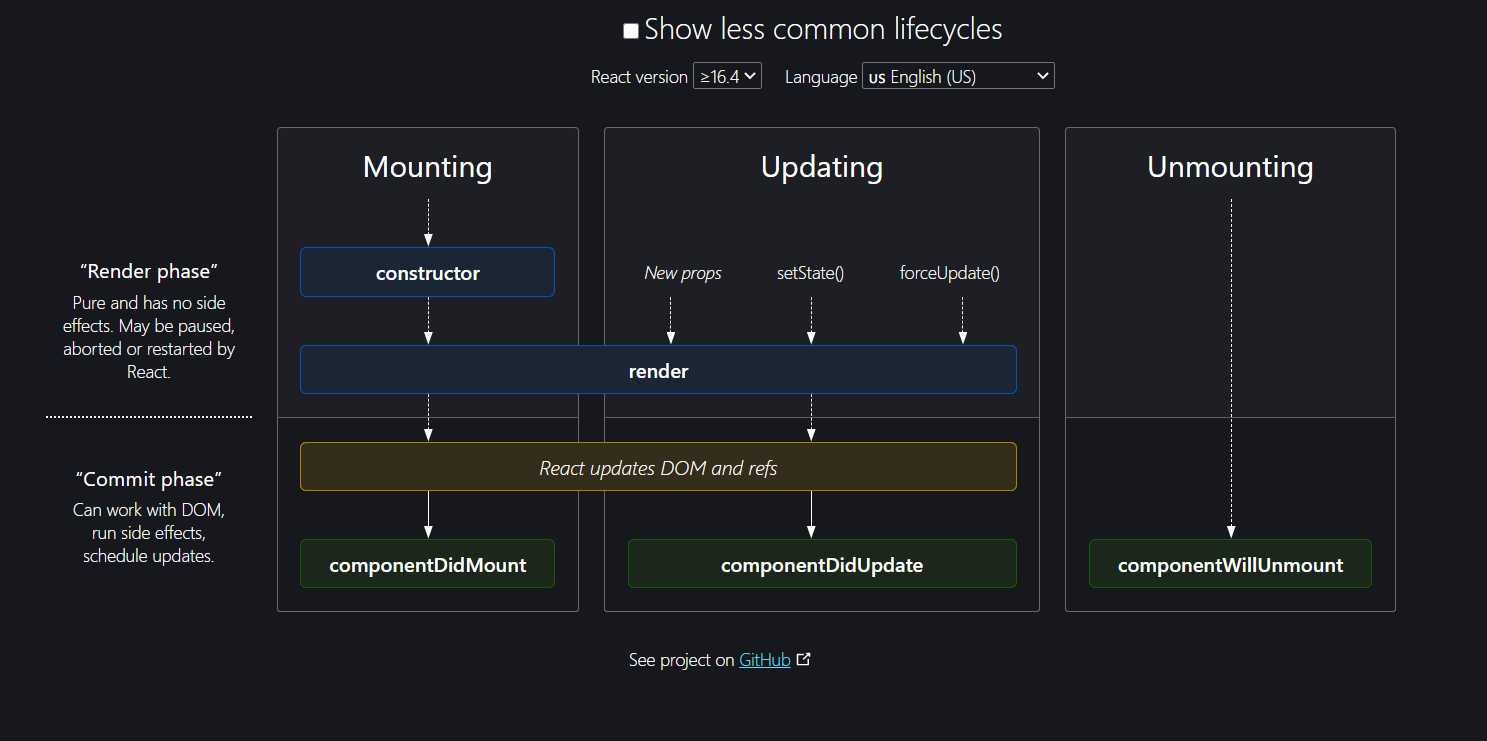 Show less common lifecycles
React version ≥16.4 Language us English (US)
Mounting
Updating
Unmounting
“Render phase”
Pure and has no side
effects. May be paused,
aborted or restarted by
React.
constructor
New props
setState()
forceUpdate()
render
“Commit phase”
Can work with DOM,
run side effects,
schedule updates.
React updates DOM and refs
componentDidMount
componentDidUpdate
componentWillUnmount
See project on GitHub